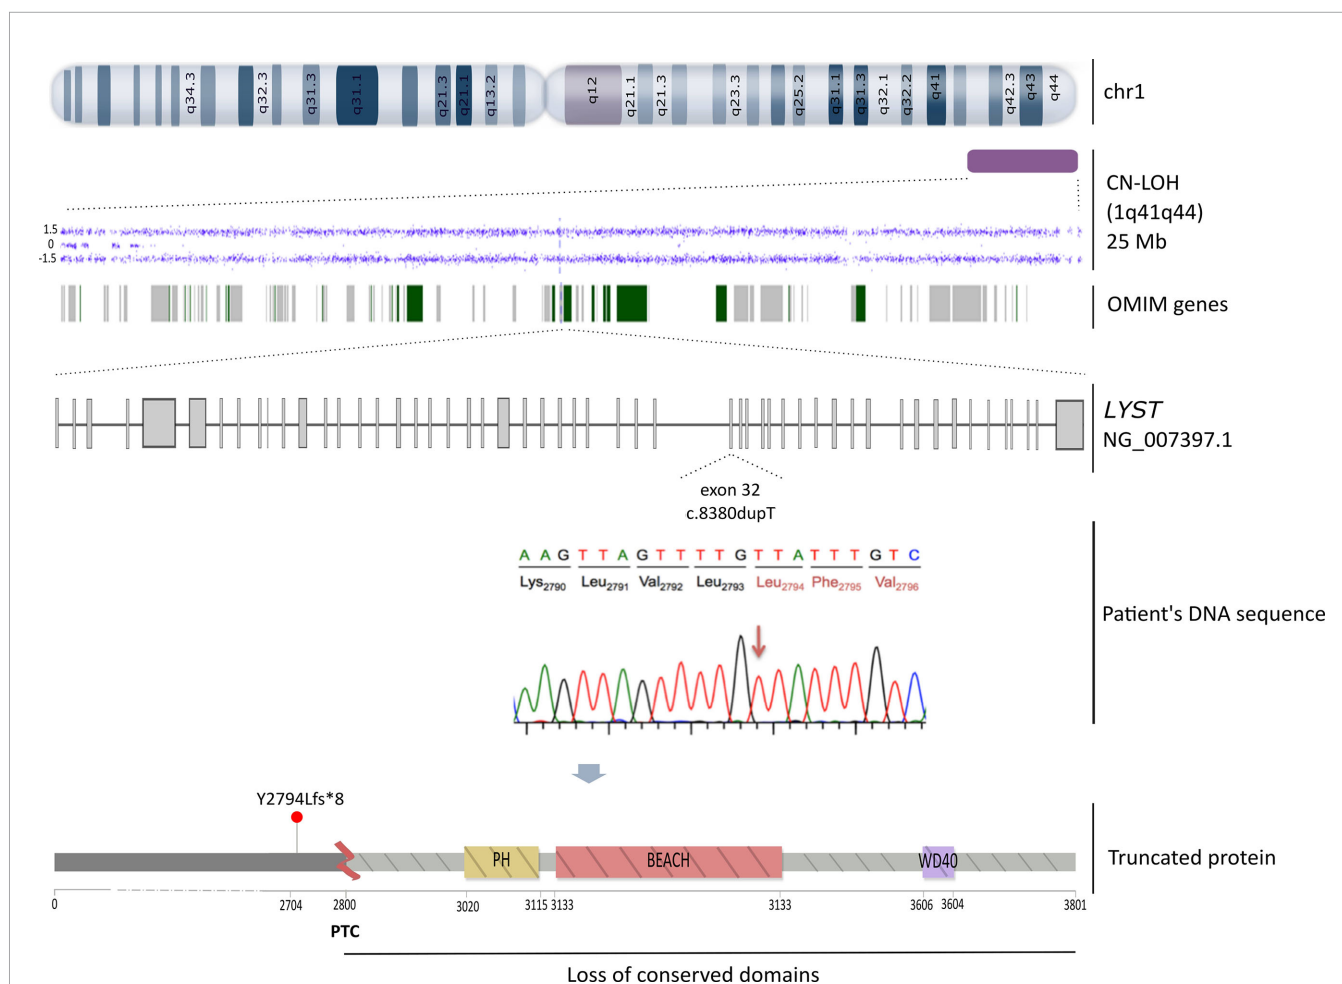 q34.3 q32.3 q31.3 q31.1 q21.3 q21.1 q13.2 q12 q21.1 q21.3 q23.3 q25.2 q31.1 q31.3 q32.1 q32.2 q41 q42.3 q43 q44
chr1
CN-LOH
(1q41q44)
25 Mb
1.5
0
-1.5
OMIM genes
LYST
NG_007397.1
exon 32
c.8380dupT
A A G T T A G T T T T G T T A T T T G T C
Lys2790 Leu2791 Val2792 Leu2793 Leu2794 Phe2795 Val2796
Patient's DNA sequence
Y2794Lfs*8
PH BEACH WD40
Truncated protein
0 2704 2800 3020 3115 3133 3133 3606 3604 3801
PTC
Loss of conserved domains